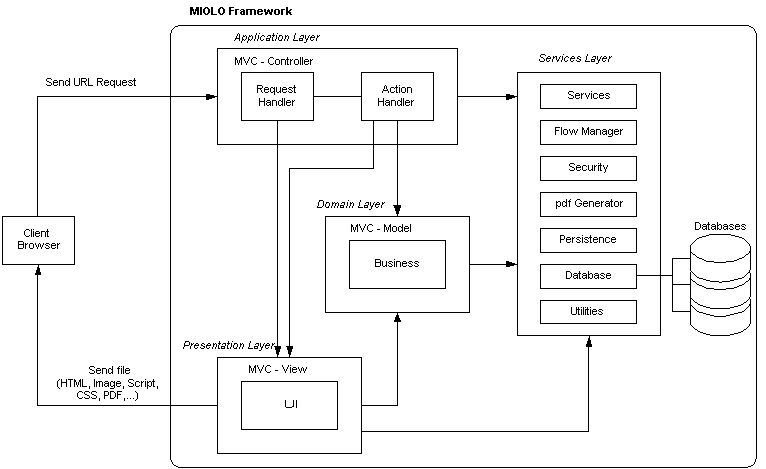 MIOLO Framework
Application Layer
MVC - Controller
Request
Handler
Action
Handler
Send URL Request
Services Layer
Services
Flow Manager
Security
pdf Generator
Persistence
Database
Utilities
Databases
Client
Browser
Domain Layer
MVC - Model
Business
Presentation Layer
MVC - View
UI
Send file
(HTML, Image, Script,
CSS, PDF,...)